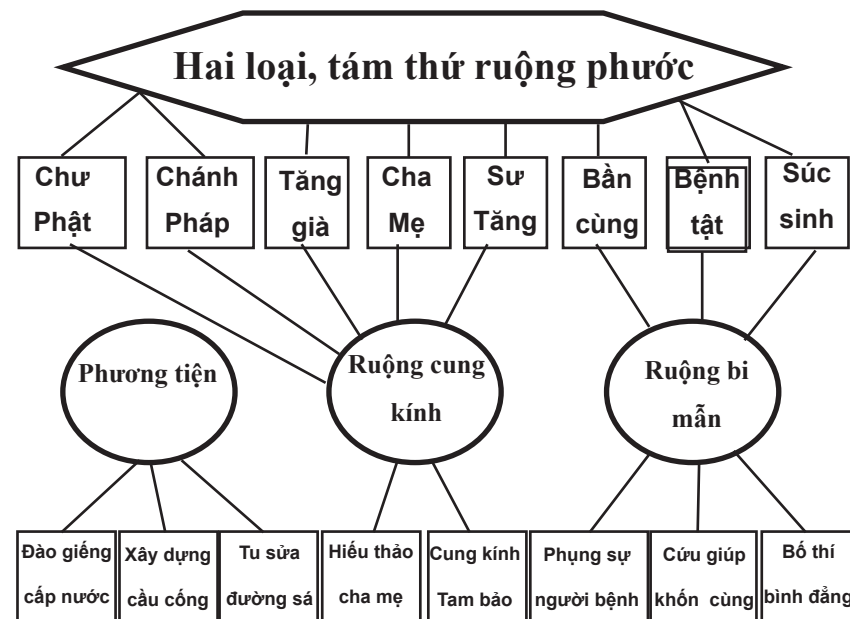 Hai loại, tám thứ ruộng phước
Chư
Phật
Chánh
Pháp
Tăng
già
Cha
Mẹ
Sư
Tăng
Bần
cùng
Bệnh
tật
Súc
sinh
Phương tiện
Ruộng cung
kính
Ruộng bi
mẫn
Đào giếng
cấp nước
Xây dựng
cầu cống
Tu sửa
đường sá
Hiếu thảo
cha mẹ
Cung kính
Tam bảo
Phụng sự
người bệnh
Cứu giúp
khốn cùng
Bố thí
bình đẳng